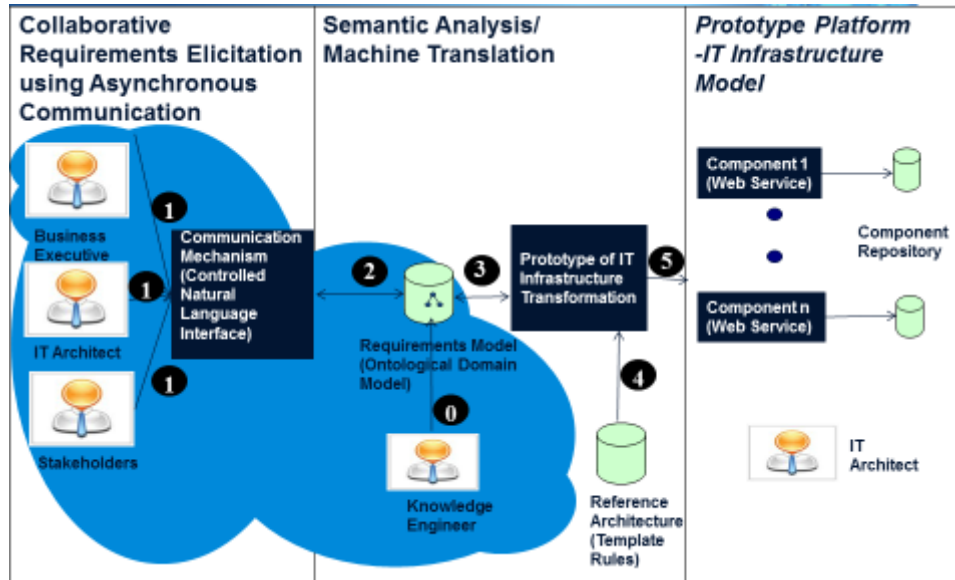 Collaborative
Requirements Elicitation
using Asynchronous
Communication
Semantic Analysis/
Machine Translation
Prototype Platform
-IT Infrastructure
Model
Business
Executive
1
IT Architect
1
Stakeholders
1
Communication
Mechanism
(Controlled
Natural
Language
Interface)
2
Requirements Model
(Ontological Domain
Model)
0
Knowledge
Engineer
3
Prototype of IT
Infrastructure
Transformation
4
Reference
Architecture
(Template
Rules)
5
Component 1
(Web Service)
Component
Repository
Component n
(Web Service)
IT
Architect